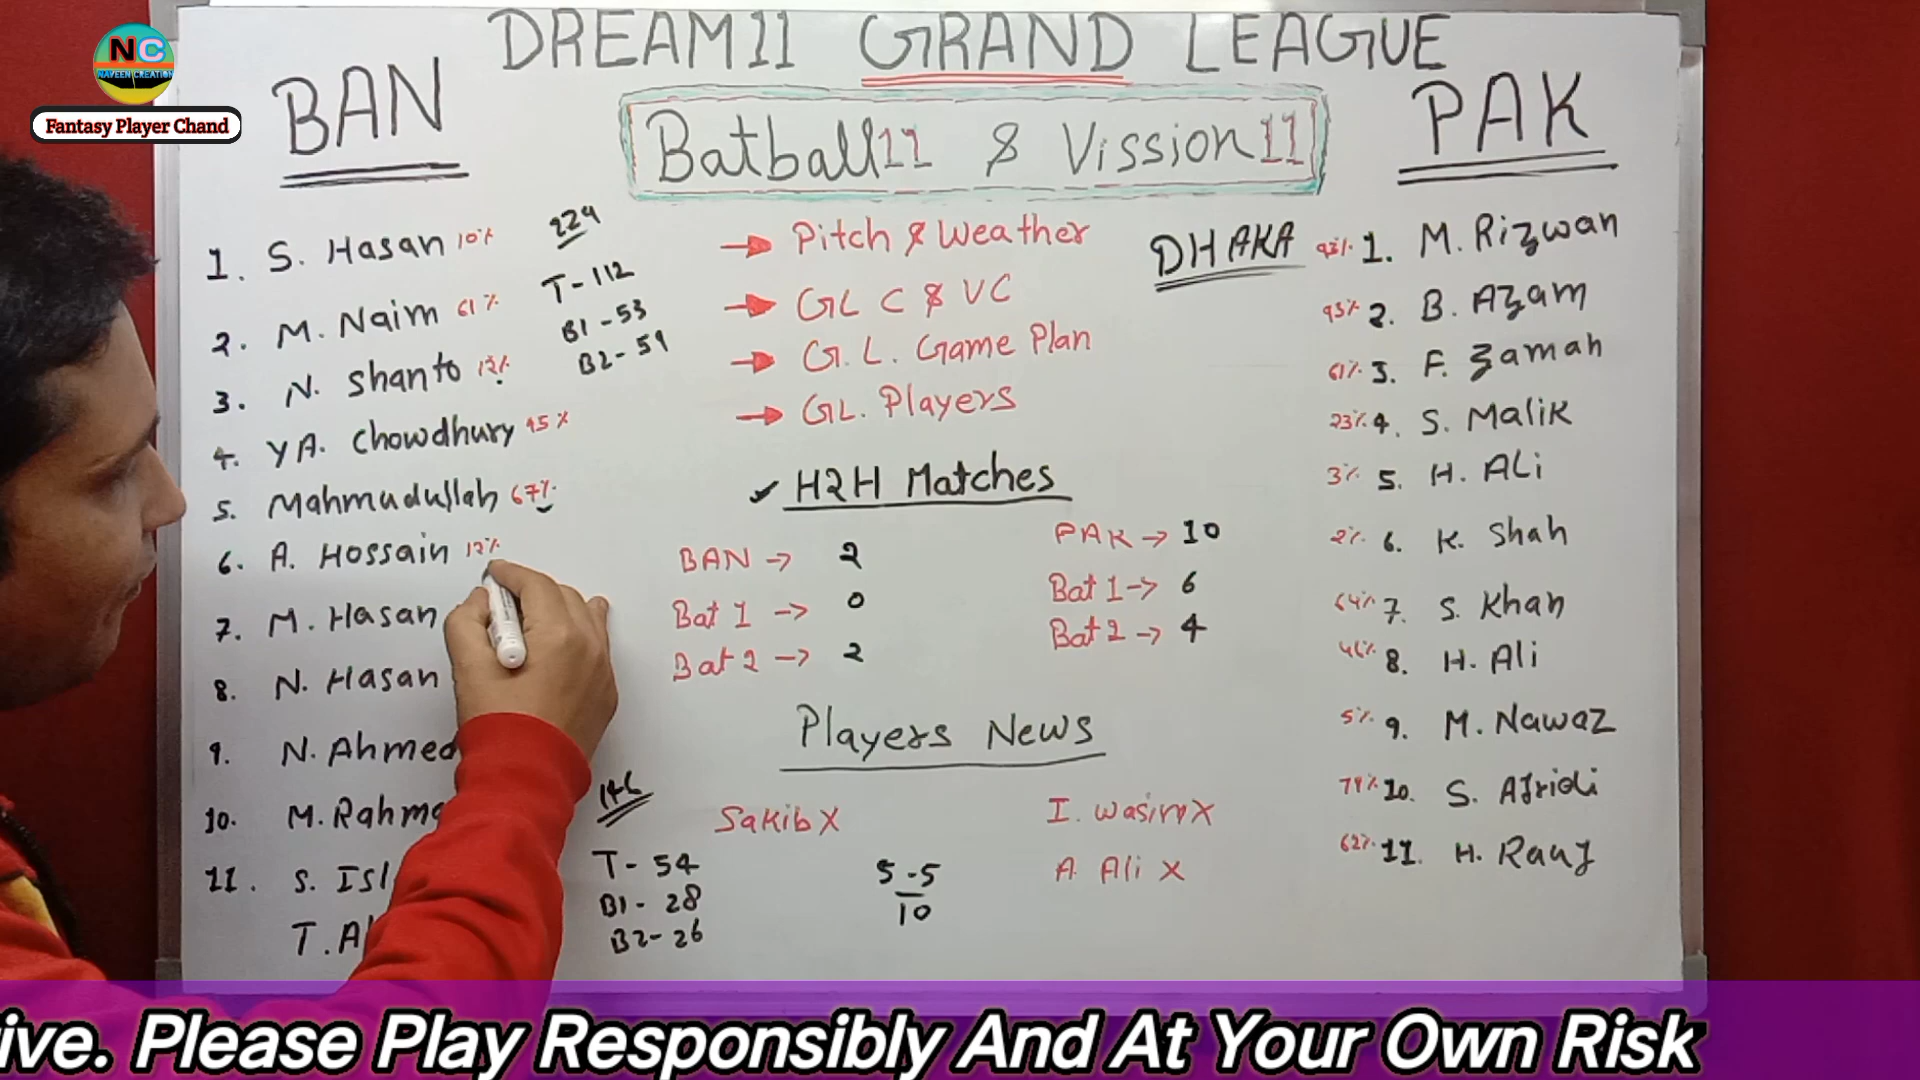 NC
NAVEEN CREATION
Fantasy Player Chand
DREAM11 GRAND LEAGUE
BAN
Batball11 & Vission11
PAK
1. S. Hasan 10%
2. M. Naim 61%
3. N. Shanto 13%
4. YA. Chowdhury 45%
5. Mahmudullah 67%
6. A. Hossain 12%
7. M. Hasan
8. N. Hasan
9. N. Ahmed
10. M. Rahma
11. S. Isl
T. A
224
T-112
B1-53
B2-59
→ Pitch & Weather
→ GL C & VC
→ G.L. Game Plan
→ GL. Players
DHAKA
✓ H2H Matches
BAN → 2
Bat 1 → 0
Bat 2 → 2
PAK → 10
Bat 1 → 6
Bat 2 → 4
Players News
Sakib X
I. Wasim X
A. Ali X
5-5
10
T-54
B1-28
B2-26
1. M. Rizwan
2. B. Azam
61% 3. F. Zaman
23% 4. S. Malik
3% 5. H. ALi
2% 6. K. Shah
64% 7. S. Khan
46% 8. H. Ali
5% 9. M. Nawaz
79% 10. S. Afridi
62% 11. H. Rauf
ive. Please Play Responsibly And At Your Own Risk